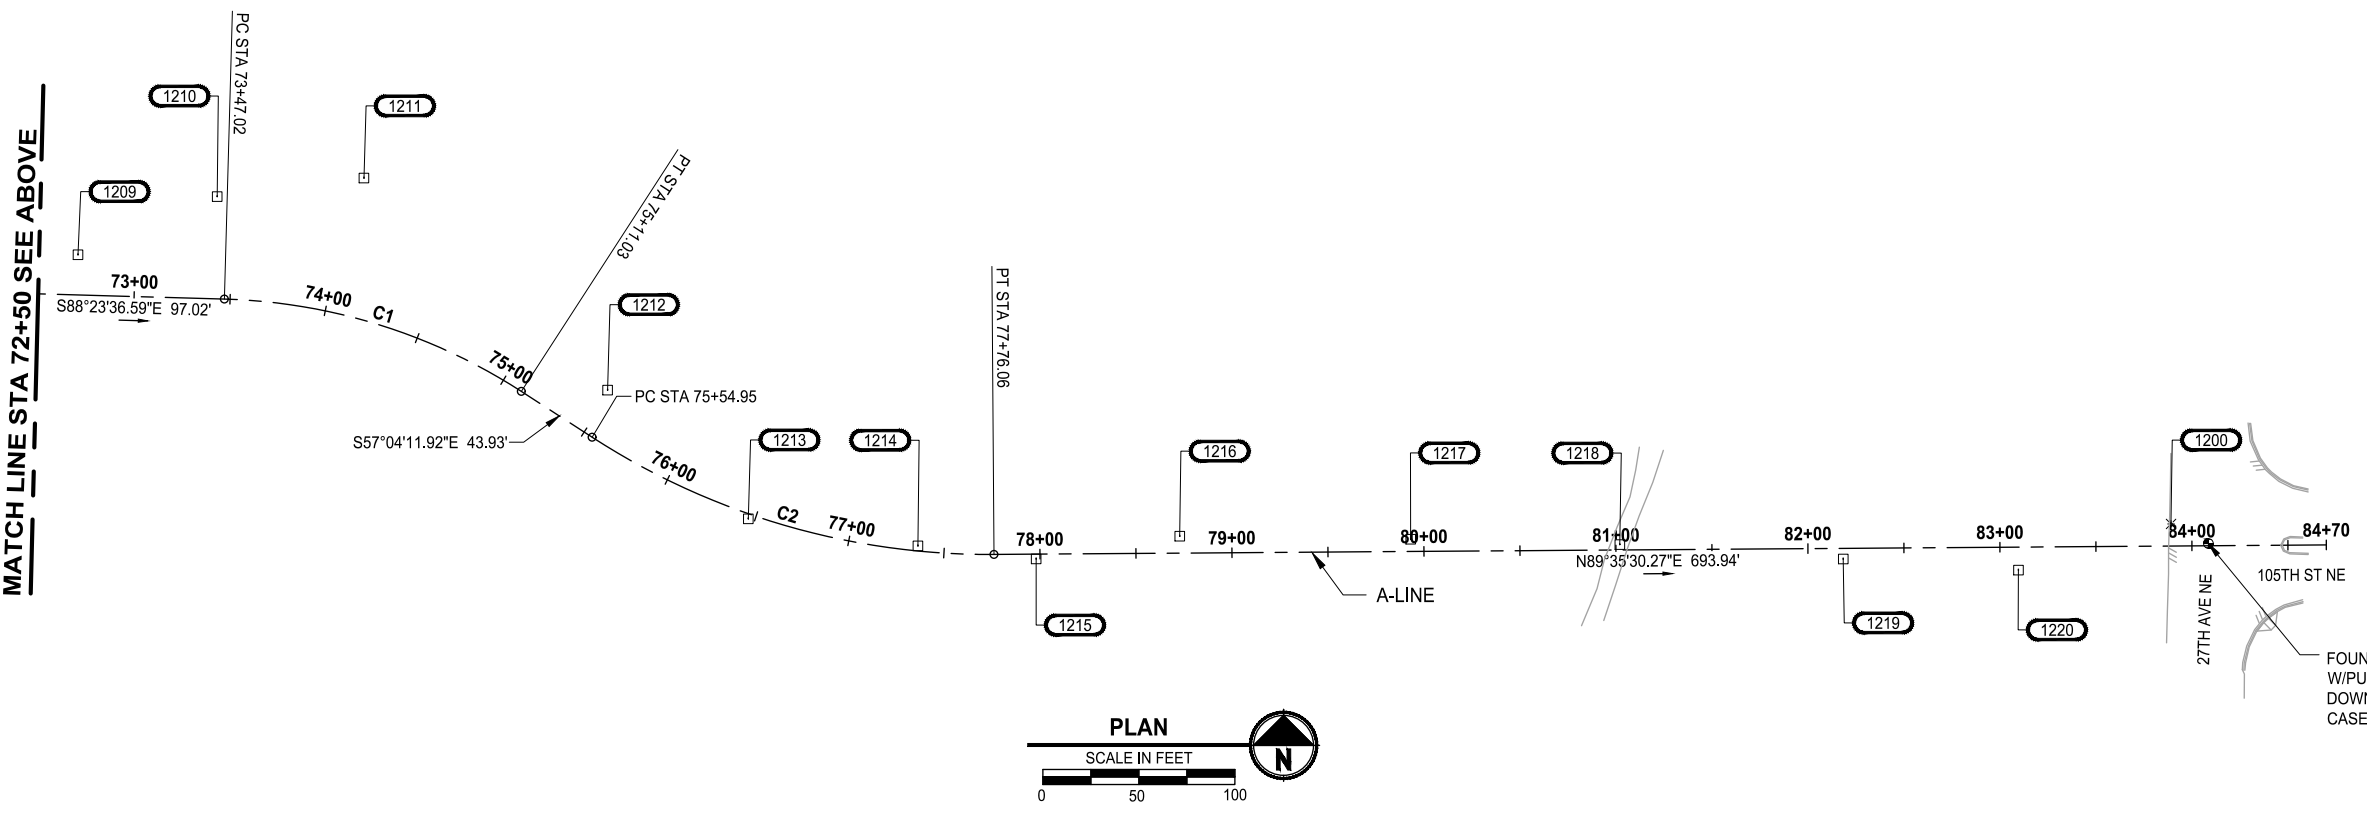 MATCH LINE STA 72+50 SEE ABOVE
PC STA 73+47.02
1210
1211
1209
PT STA 75+11.03
73+00
S88°23'36.59"E 97.02'
74+00
C1
1212
75+00
PC STA 75+54.95
S57°04'11.92"E 43.93'
PT STA 77+76.06
1213
1214
76+00
C2
77+00
1216
1217
1218
1200
78+00
79+00
80+00
81+00
82+00
83+00
84+00
84+70
N89°35'30.27"E 693.94'
A-LINE
1215
1219
1220
27TH AVE NE
105TH ST NE
FOUN
W/PU
DOWN
CASE
PLAN
SCALE IN FEET
N
0 50 100